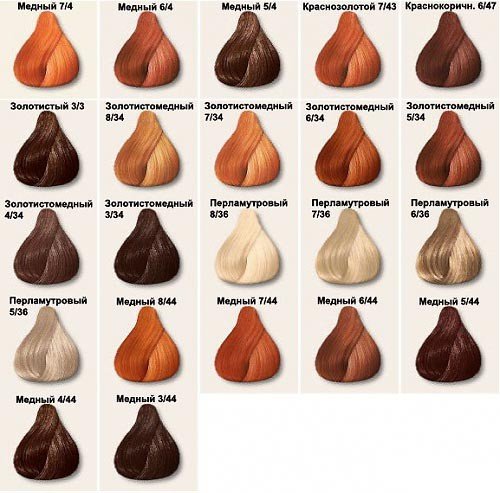 Медный 7/4
Медный 6/4
Медный 5/4
Краснозолотой 7/43
Краснокоричн. 6/47
Золотистый 3/3
Золотистомедный
8/34
Золотистомедный
7/34
Золотистомедный
6/34
Золотистомедный
5/34
Золотистомедный
4/34
Золотистомедный
3/34
Перламутровый
8/36
Перламутровый
7/36
Перламутровый
6/36
Перламутровый
5/36
Медный 8/44
Медный 7/44
Медный 6/44
Медный 5/44
Медный 4/44
Медный 3/44